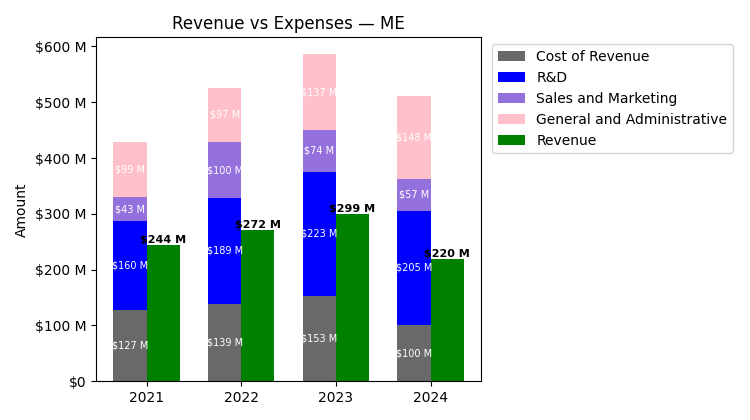 Revenue vs Expenses — ME
Amount
$600 M
$500 M
$400 M
$300 M
$200 M
$100 M
$0
$99 M
$43 M
$160 M
$127 M
$244 M
$97 M
$100 M
$189 M
$139 M
$272 M
$137 M
$74 M
$223 M
$153 M
$299 M
$148 M
$57 M
$205 M
$100 M
$220 M
2021
2022
2023
2024
Cost of Revenue
R&D
Sales and Marketing
General and Administrative
Revenue